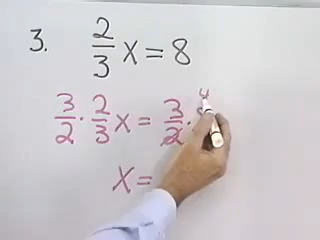 3. 2/3 x = 8
3/2 · 2/3 x = 3/2 ·
x =